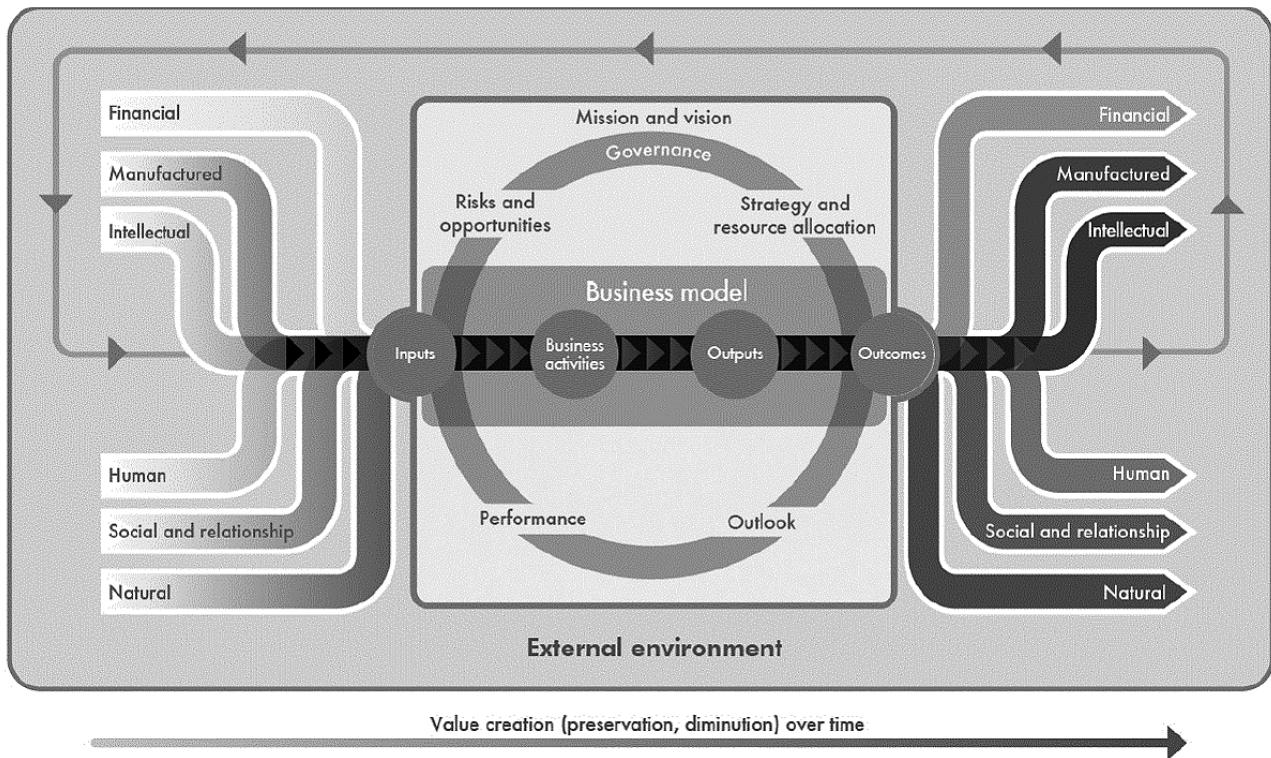 Financial
Manufactured
Intellectual
Human
Social and relationship
Natural
Mission and vision
Governance
Risks and
opportunities
Strategy and
resource allocation
Business model
Inputs
Business
activities
Outputs
Outcomes
Performance
Outlook
Financial
Manufactured
Intellectual
Human
Social and relationship
Natural
External environment
Value creation (preservation, diminution) over time